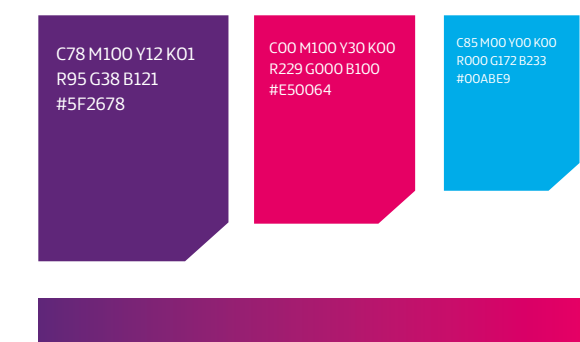 C78 M100 Y12 K01
R95 G38 B121
#5F2678
C00 M100 Y30 K00
R229 G000 B100
#E50064
C85 M00 Y00 K00
R000 G172 B233
#00ABE9